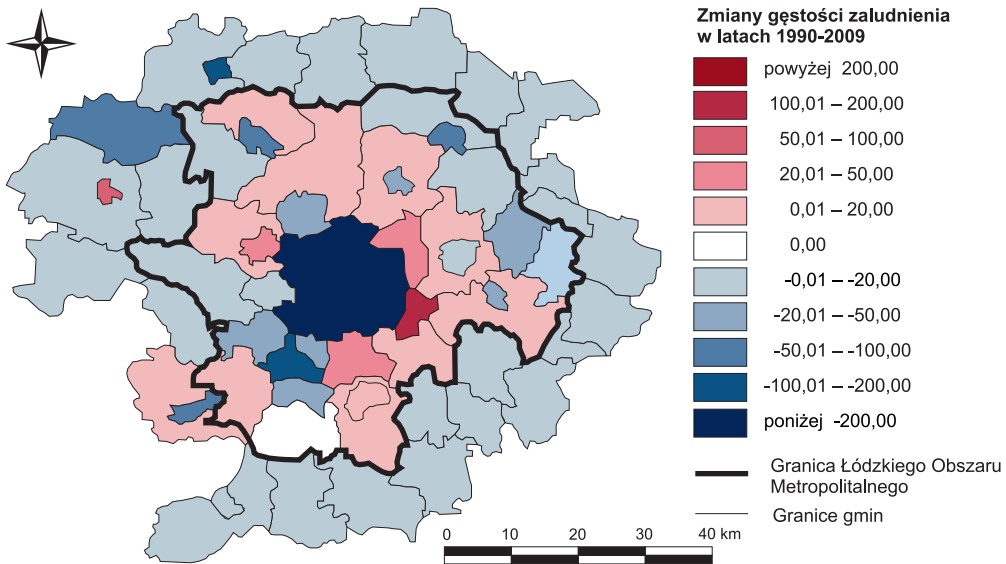 Zmiany gęstości zaludnienia
w latach 1990-2009
powyżej 200,00
100,01 – 200,00
50,01 – 100,00
20,01 – 50,00
0,01 – 20,00
0,00
-0,01 – -20,00
-20,01 – -50,00
-50,01 – -100,00
-100,01 – -200,00
poniżej -200,00
Granica Łódzkiego Obszaru
Metropolitalnego
Granice gmin
0 10 20 30 40 km